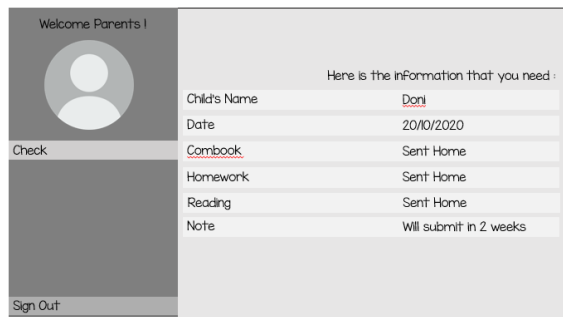 Welcome Parents !
Here is the information that you need :
Child's Name Doni
Date 20/10/2020
Check
Combook Sent Home
Homework Sent Home
Reading Sent Home
Note Will submit in 2 weeks
Sign Out